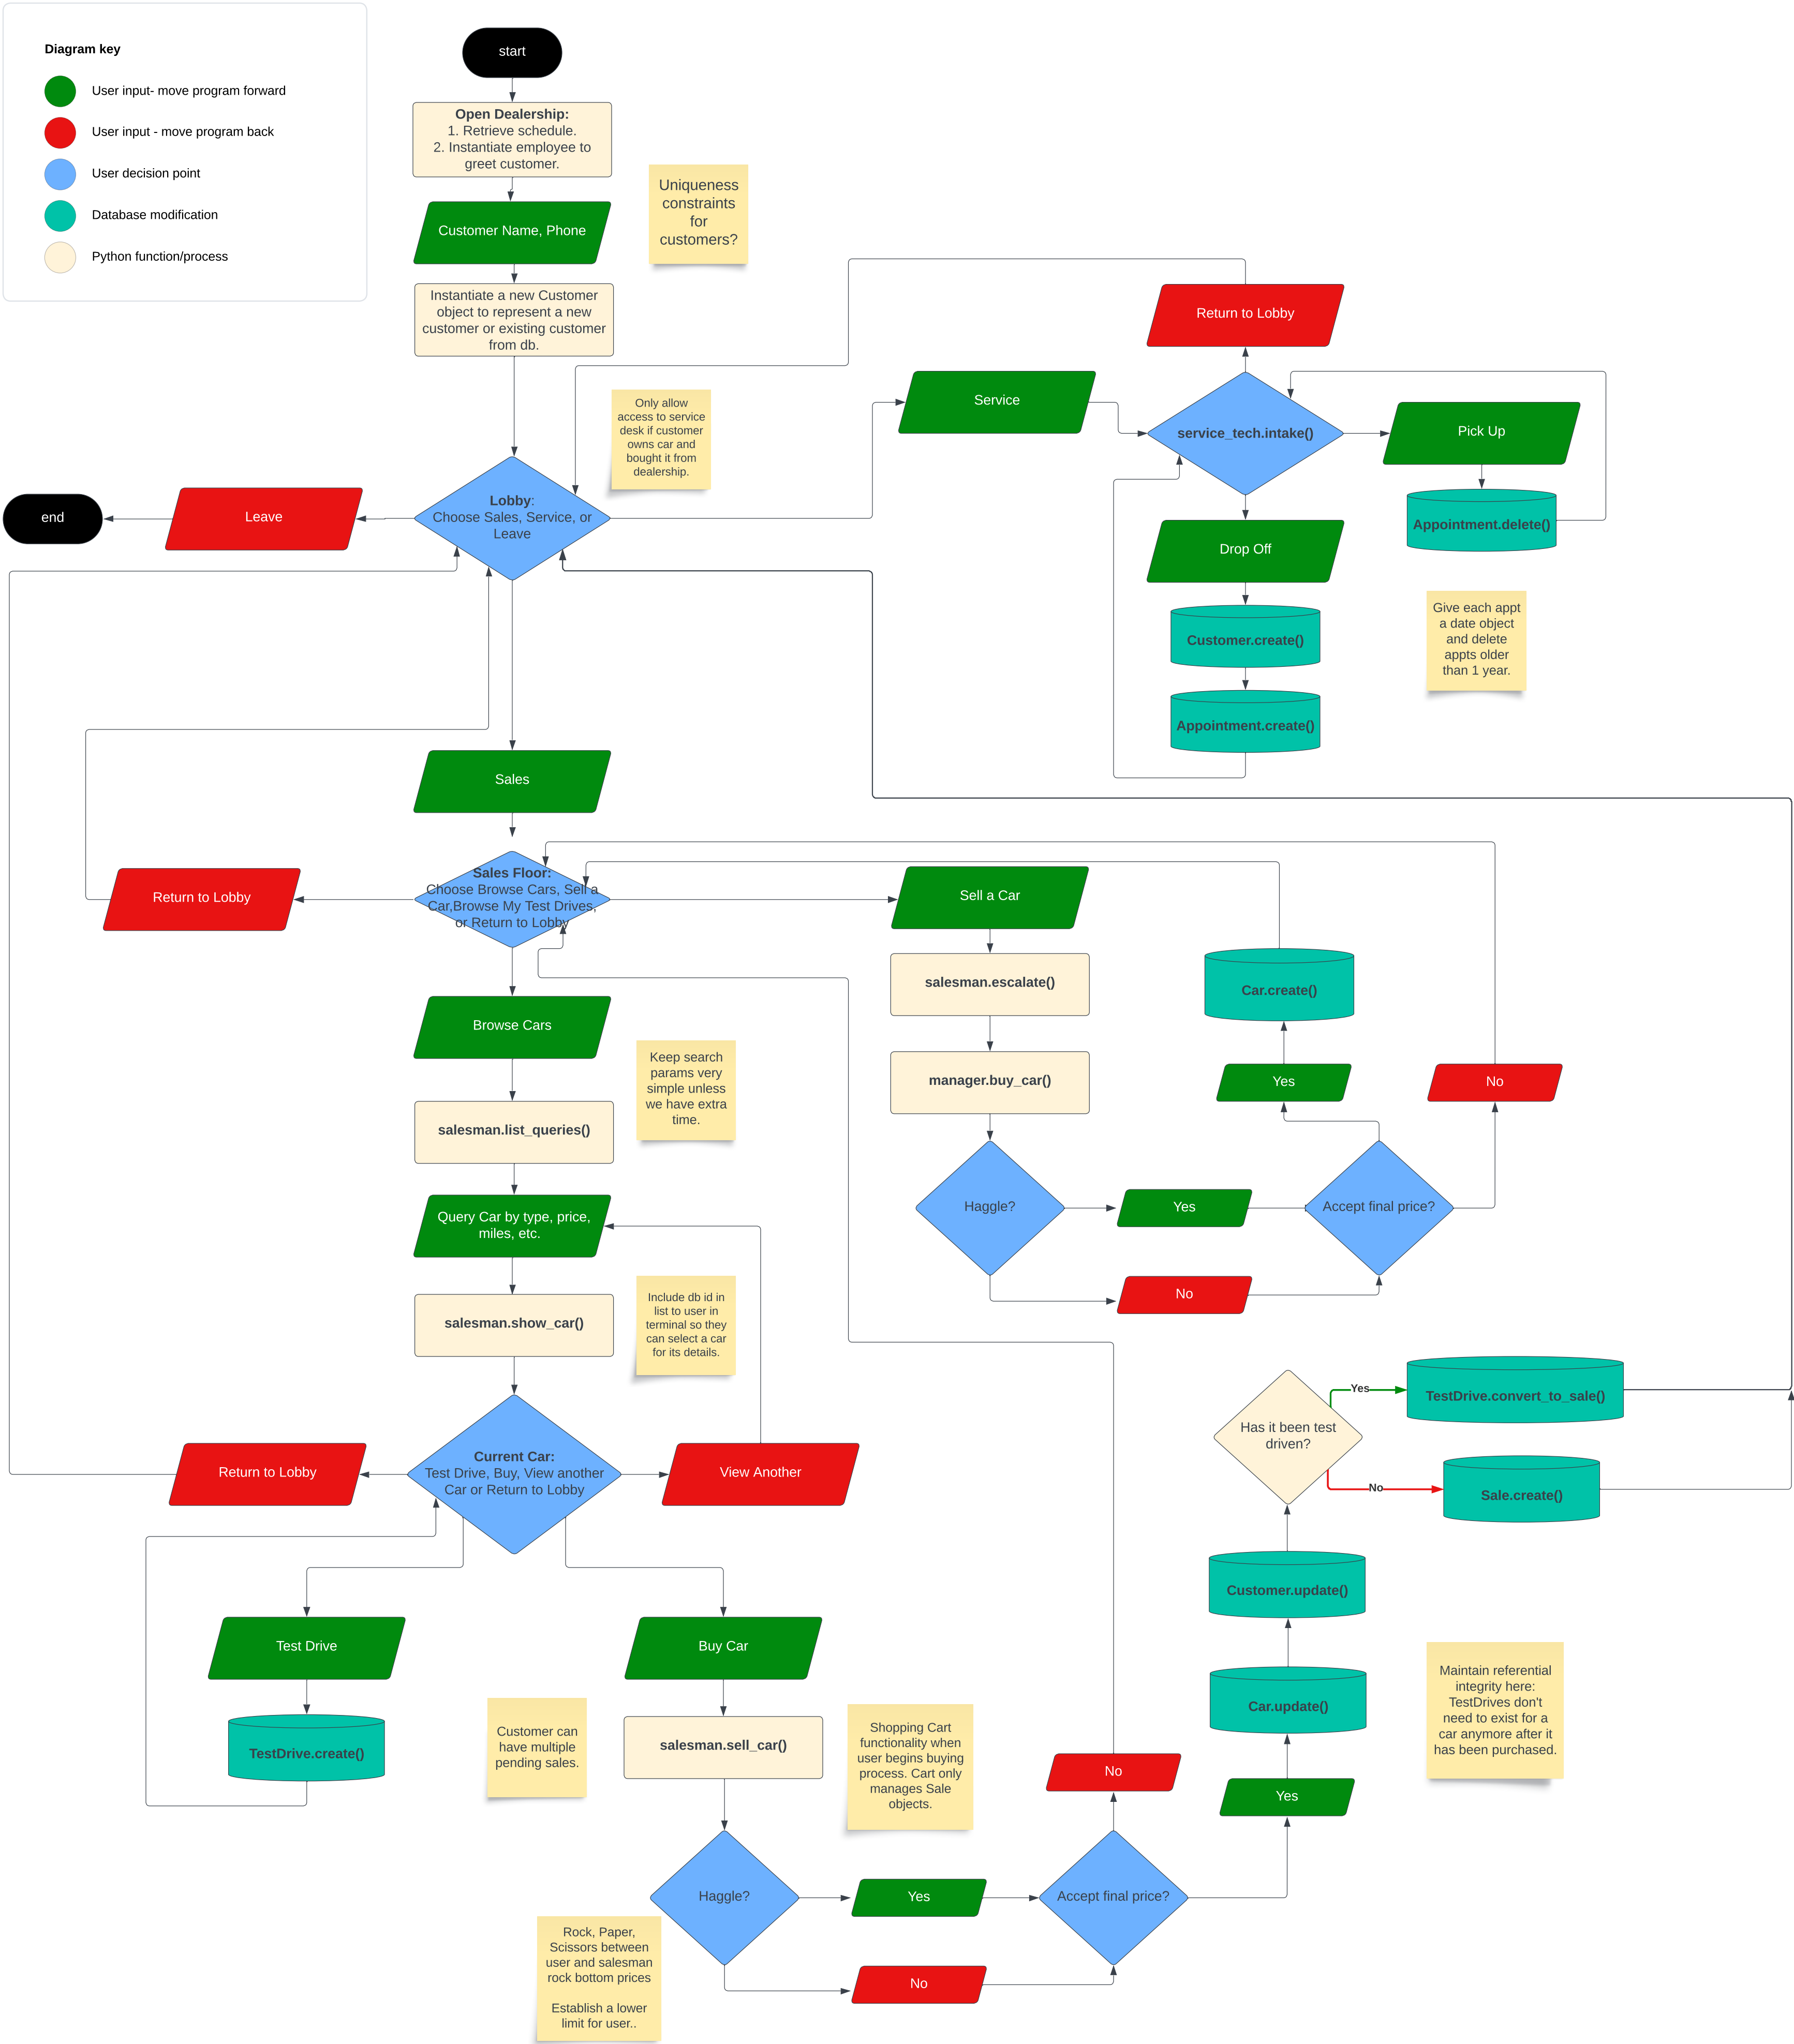 Diagram key
User input- move program forward
User input - move program back
User decision point
Database modification
Python function/process
start
Open Dealership:
1. Retrieve schedule.
2. Instantiate employee to
greet customer.
Customer Name, Phone
Uniqueness
constraints
for
customers?
Instantiate a new Customer
object to represent a new
customer or existing customer
from db.
Return to Lobby
Only allow
access to service
desk if customer
owns car and
bought it from
dealership.
Service
service_tech.intake()
Pick Up
Appointment.delete()
end
Leave
Lobby:
Choose Sales, Service, or
Leave
Drop Off
Customer.create()
Appointment.create()
Give each appt
a date object
and delete
appts older
than 1 year.
Sales
Return to Lobby
Sales Floor:
Choose Browse Cars, Sell a
Car,Browse My Test Drives,
or Return to Lobby
Sell a Car
salesman.escalate()
manager.buy_car()
Car.create()
Yes
No
Haggle?
Yes
Accept final price?
No
Browse Cars
Keep search
params very
simple unless
we have extra
time.
salesman.list_queries()
Query Car by type, price,
miles, etc.
salesman.show_car()
Include db id in
list to user in
terminal so they
can select a car
for its details.
Return to Lobby
Current Car:
Test Drive, Buy, View another
Car or Return to Lobby
View Another
Has it been test
driven?
Yes
TestDrive.convert_to_sale()
No
Sale.create()
Customer.update()
Car.update()
Maintain referential
integrity here:
TestDrives don't
need to exist for a
car anymore after it
has been purchased.
Test Drive
TestDrive.create()
Buy Car
salesman.sell_car()
Customer can
have multiple
pending sales.
Shopping Cart
functionality when
user begins buying
process. Cart only
manages Sale
objects.
No
Yes
Haggle?
Yes
Accept final price?
No
Rock, Paper,
Scissors between
user and salesman
rock bottom prices
Establish a lower
limit for user..